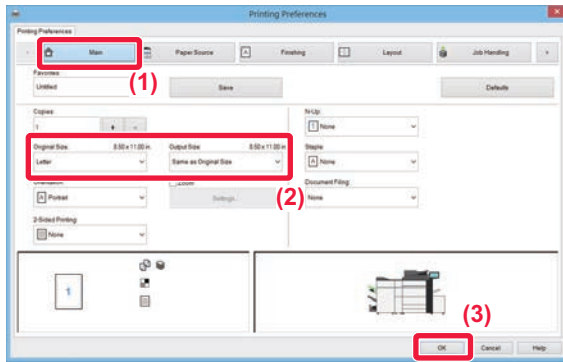 Printing Preferences
Printing Preferences
Main
Paper Source
Finishing
Layout
Job Handling
(1)
Favorites:
Untitled
Save
Defaults
Copies:
1
N-Up:
1 None
Original Size: 8.50 x 11.00 in.
Output Size: 8.50 x 11.00 in.
Staple:
Letter
Same as Original Size
A None
(2)
Orientation:
Zoom
Document Filing:
A Portrait
Settings...
None
2-Sided Printing:
None
1
(3)
OK
Cancel
Help